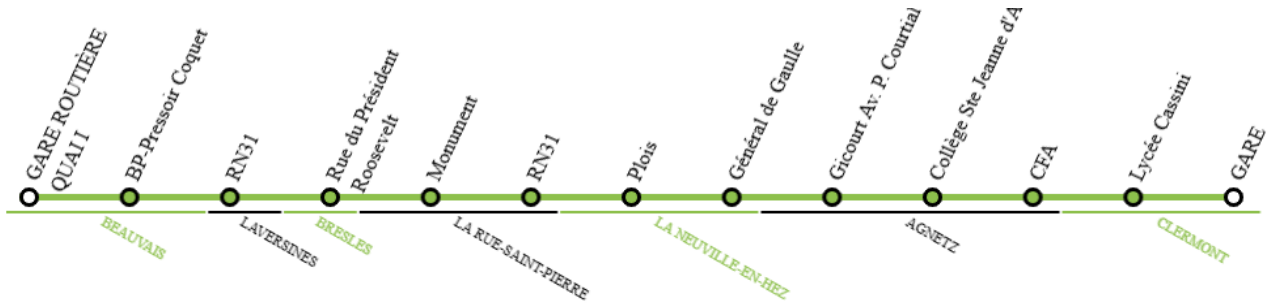 GARE ROUTIÈRE
QUAI I
BP-Pressoir Coquet
RN31
Rue du Président
Roosevelt
Monument
RN31
Plois
Général de Gaulle
Gicourt Av. P. Courtial
Collège Ste Jeanne
CFA
Lycée Cassini
GARE
BEAUVAIS
LAVERSINES
BRESLES
LA RUE-SAINT-PIERRE
LA NEUVILLE-EN-HEZ
AGNETZ
CLERMONT